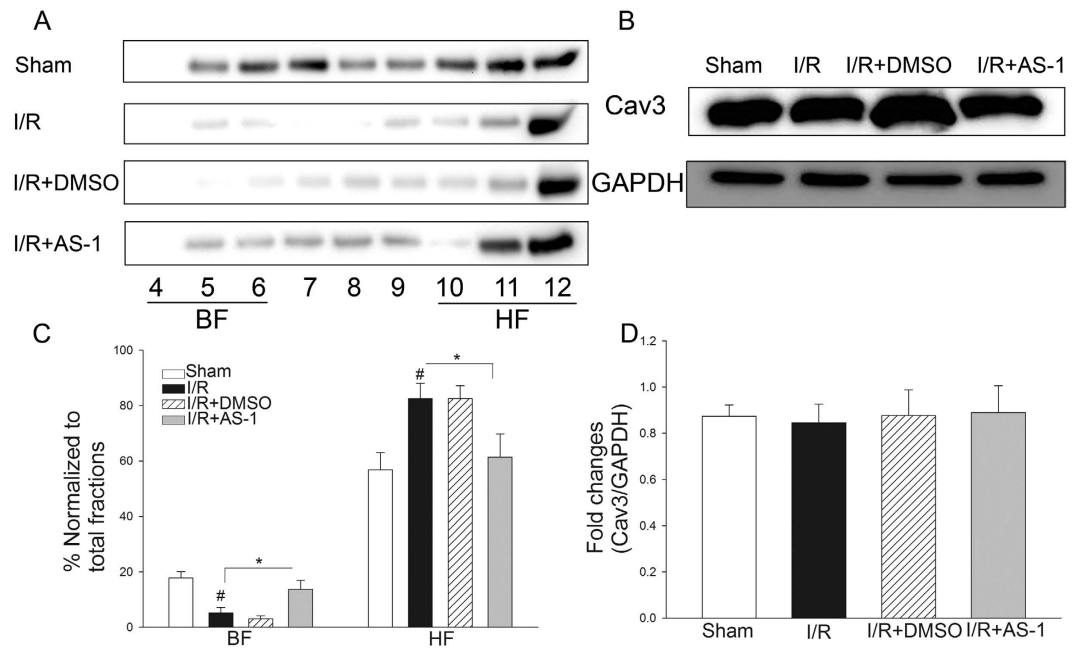 A
Sham
I/R
I/R+DMSO
I/R+AS-1
4 5 6 7 8 9 10 11 12
BF HF
B
Sham I/R I/R+DMSO I/R+AS-1
Cav3
GAPDH
C
% Normalized to
total fractions
100
80
60
40
20
0
Sham
I/R
I/R+DMSO
I/R+AS-1
# * # *
BF HF
D
Fold changes
(Cav3/GAPDH)
1.2
1.0
0.8
0.6
0.4
0.2
0.0
Sham I/R I/R+DMSO I/R+AS-1